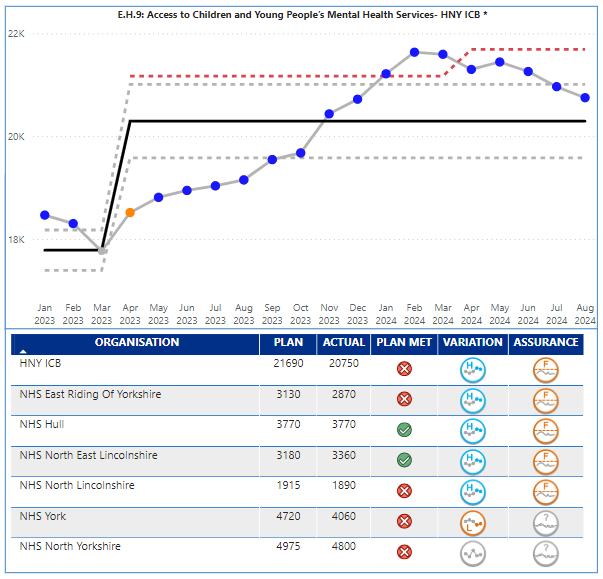 E.H.9: Access to Children and Young People's Mental Health Services- HNY ICB *
22K
20K
18K
Jan Feb Mar Apr May Jun Jul Aug Sep Oct Nov Dec Jan Feb Mar Apr May Jun Jul Aug
2023 2023 2023 2023 2023 2023 2023 2023 2023 2023 2023 2023 2024 2024 2024 2024 2024 2024 2024 2024
ORGANISATION PLAN ACTUAL PLAN MET VARIATION ASSURANCE
HNY ICB 21690 20750 H F
NHS East Riding Of Yorkshire 3130 2870 H F
NHS Hull 3770 3770 H F
NHS North East Lincolnshire 3180 3360 H F
NHS North Lincolnshire 1915 1890 H F
NHS York 4720 4060 L ?
NHS North Yorkshire 4975 4800 ?